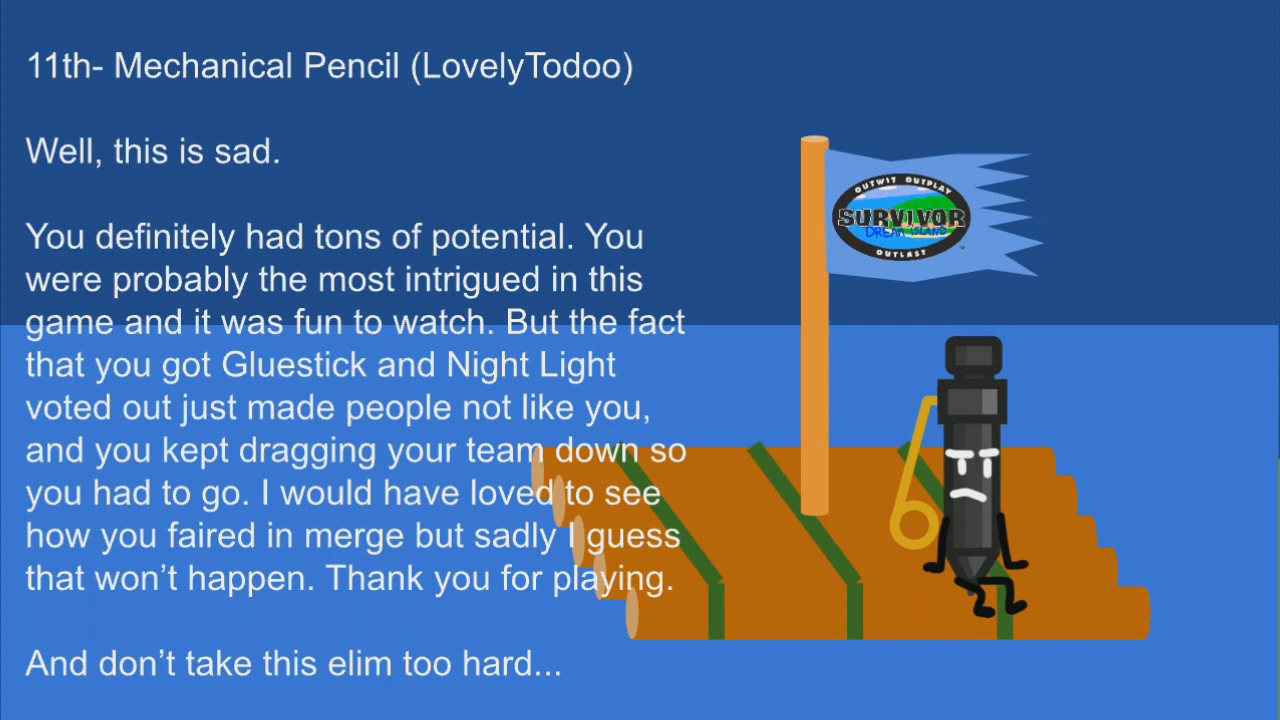 11th- Mechanical Pencil (LovelyTodoo)
Well, this is sad.
You definitely had tons of potential. You
were probably the most intrigued in this
game and it was fun to watch. But the fact
that you got Gluestick and Night Light
voted out just made people not like you,
and you kept dragging your team down so
you had to go. I would have loved to see
how you faired in merge but sadly I guess
that won't happen. Thank you for playing.
And don't take this elim too hard...
OUTWIT OUTPLAY
SURVIVOR
DREAM ISLAND
OUTLAST